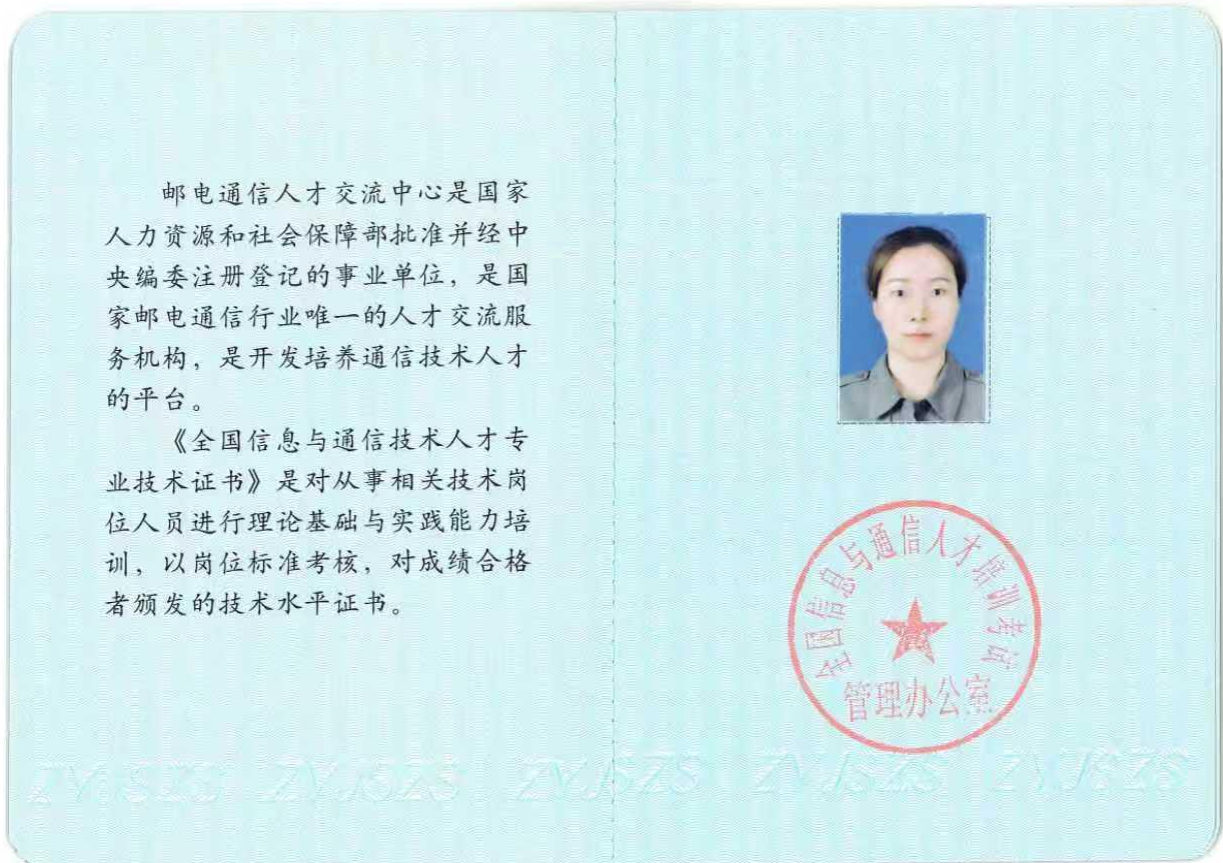 邮电通信人才交流中心是国家
人力资源和社会保障部批准并经中
央编委注册登记的事业单位，是国
家邮电通信行业唯一的人才交流服
务机构，是开发培养通信技术人才
的平台。
《全国信息与通信技术人才专
业技术证书》是对从事相关技术岗
位人员进行理论基础与实践能力培
训，以岗位标准考核，对成绩合格
者颁发的技术水平证书。
全国信息与通信人才培训考试
管理办公室
ZYJSZS ZYJSZS ZYJSZS ZYJSZS ZYJSZS